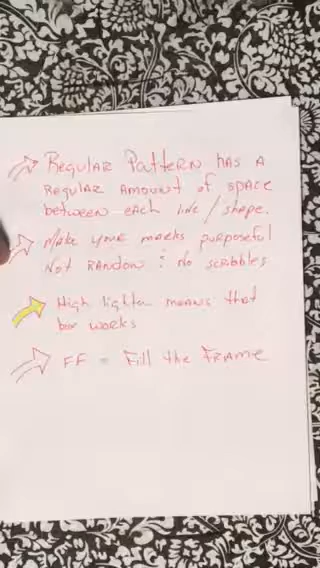 Regular Pattern has a
regular amount of space
between each line / shape.
Make your marks purposeful
Not random : no scribbles
High lighter means that
box works
FF = Fill the Frame